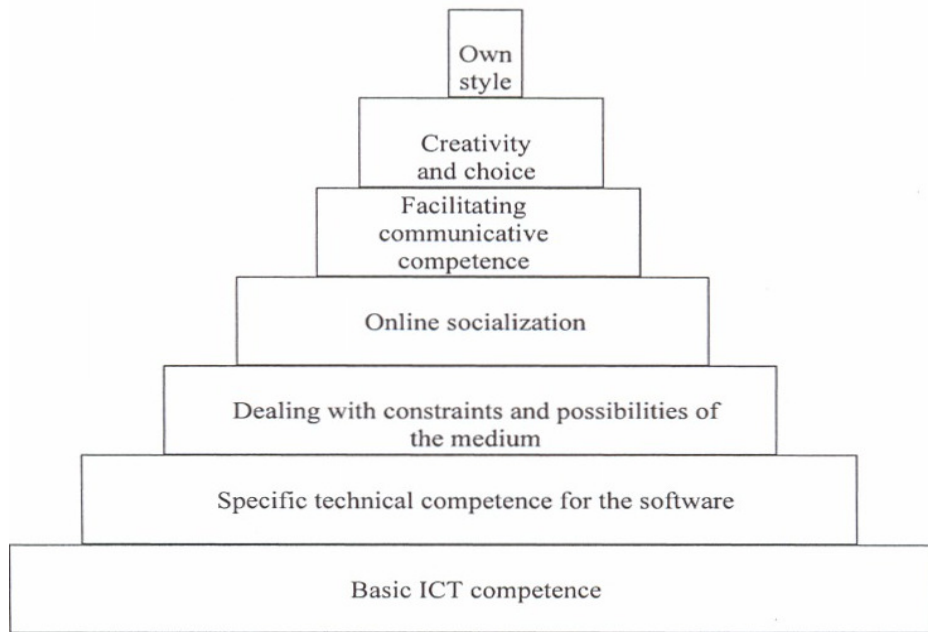 Own
style
Creativity
and choice
Facilitating
communicative
competence
Online socialization
Dealing with constraints and possibilities of
the medium
Specific technical competence for the software
Basic ICT competence